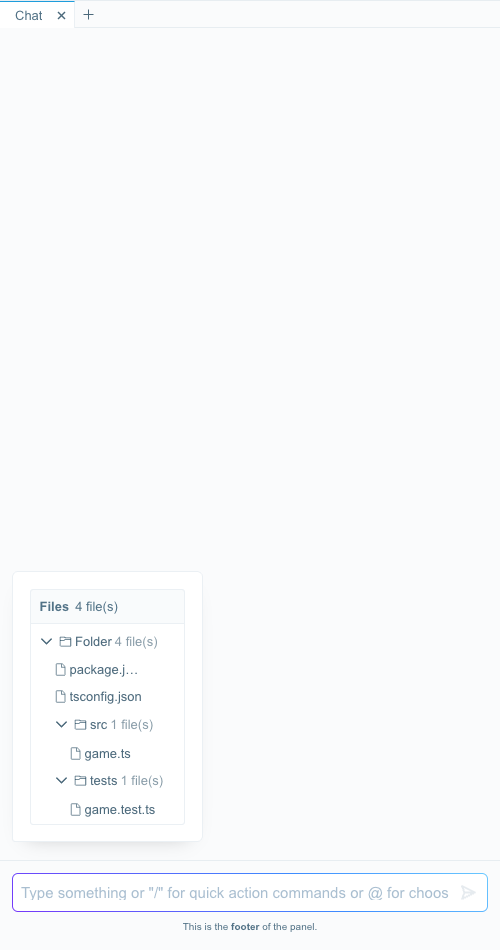 Chat
Files 4 file(s)
Folder 4 file(s)
package.j…
tsconfig.json
src 1 file(s)
game.ts
tests 1 file(s)
game.test.ts
Type something or "/" for quick action commands or @ for choos
This is the footer of the panel.